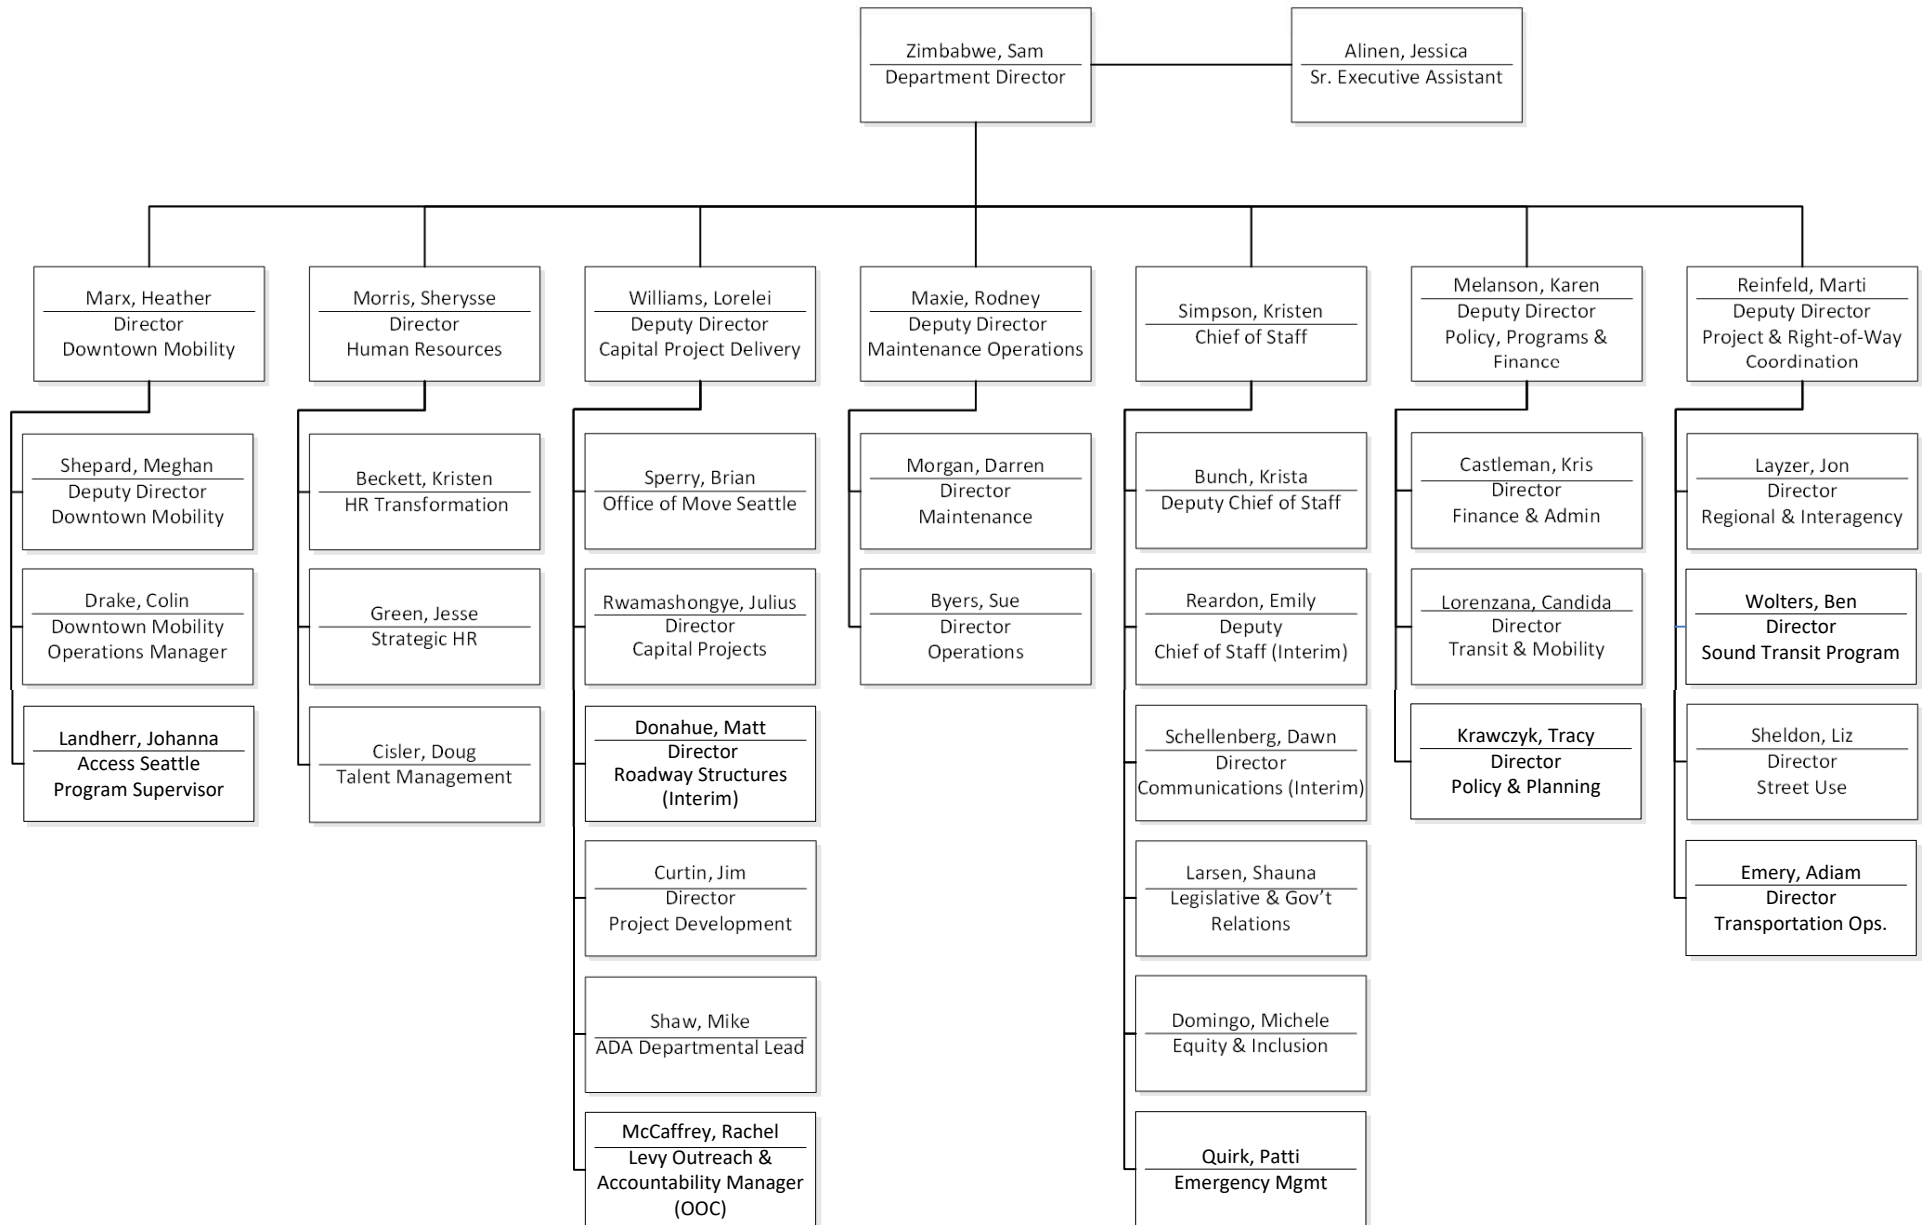 Zimbabwe, Sam
Department Director
Alinen, Jessica
Sr. Executive Assistant
Marx, Heather
Director
Downtown Mobility
Morris, Sherysse
Director
Human Resources
Williams, Lorelei
Deputy Director
Capital Project Delivery
Maxie, Rodney
Deputy Director
Maintenance Operations
Simpson, Kristen
Chief of Staff
Melanson, Karen
Deputy Director
Policy, Programs &
Finance
Reinfeld, Marti
Deputy Director
Project & Right-of-Way
Coordination
Shepard, Meghan
Deputy Director
Downtown Mobility
Drake, Colin
Downtown Mobility
Operations Manager
Landherr, Johanna
Access Seattle
Program Supervisor
Beckett, Kristen
HR Transformation
Green, Jesse
Strategic HR
Cisler, Doug
Talent Management
Sperry, Brian
Office of Move Seattle
Rwamashongye, Julius
Director
Capital Projects
Donahue, Matt
Director
Roadway Structures
(Interim)
Curtin, Jim
Director
Project Development
Shaw, Mike
ADA Departmental Lead
McCaffrey, Rachel
Levy Outreach &
Accountability Manager
(OOC)
Morgan, Darren
Director
Maintenance
Byers, Sue
Director
Operations
Bunch, Krista
Deputy Chief of Staff
Reardon, Emily
Deputy
Chief of Staff (Interim)
Schellenberg, Dawn
Director
Communications (Interim)
Larsen, Shauna
Legislative & Gov’t
Relations
Domingo, Michele
Equity & Inclusion
Quirk, Patti
Emergency Mgmt
Castleman, Kris
Director
Finance & Admin
Lorenzana, Candida
Director
Transit & Mobility
Krawczyk, Tracy
Director
Policy & Planning
Layzer, Jon
Director
Regional & Interagency
Wolters, Ben
Director
Sound Transit Program
Sheldon, Liz
Director
Street Use
Emery, Adiam
Director
Transportation Ops.